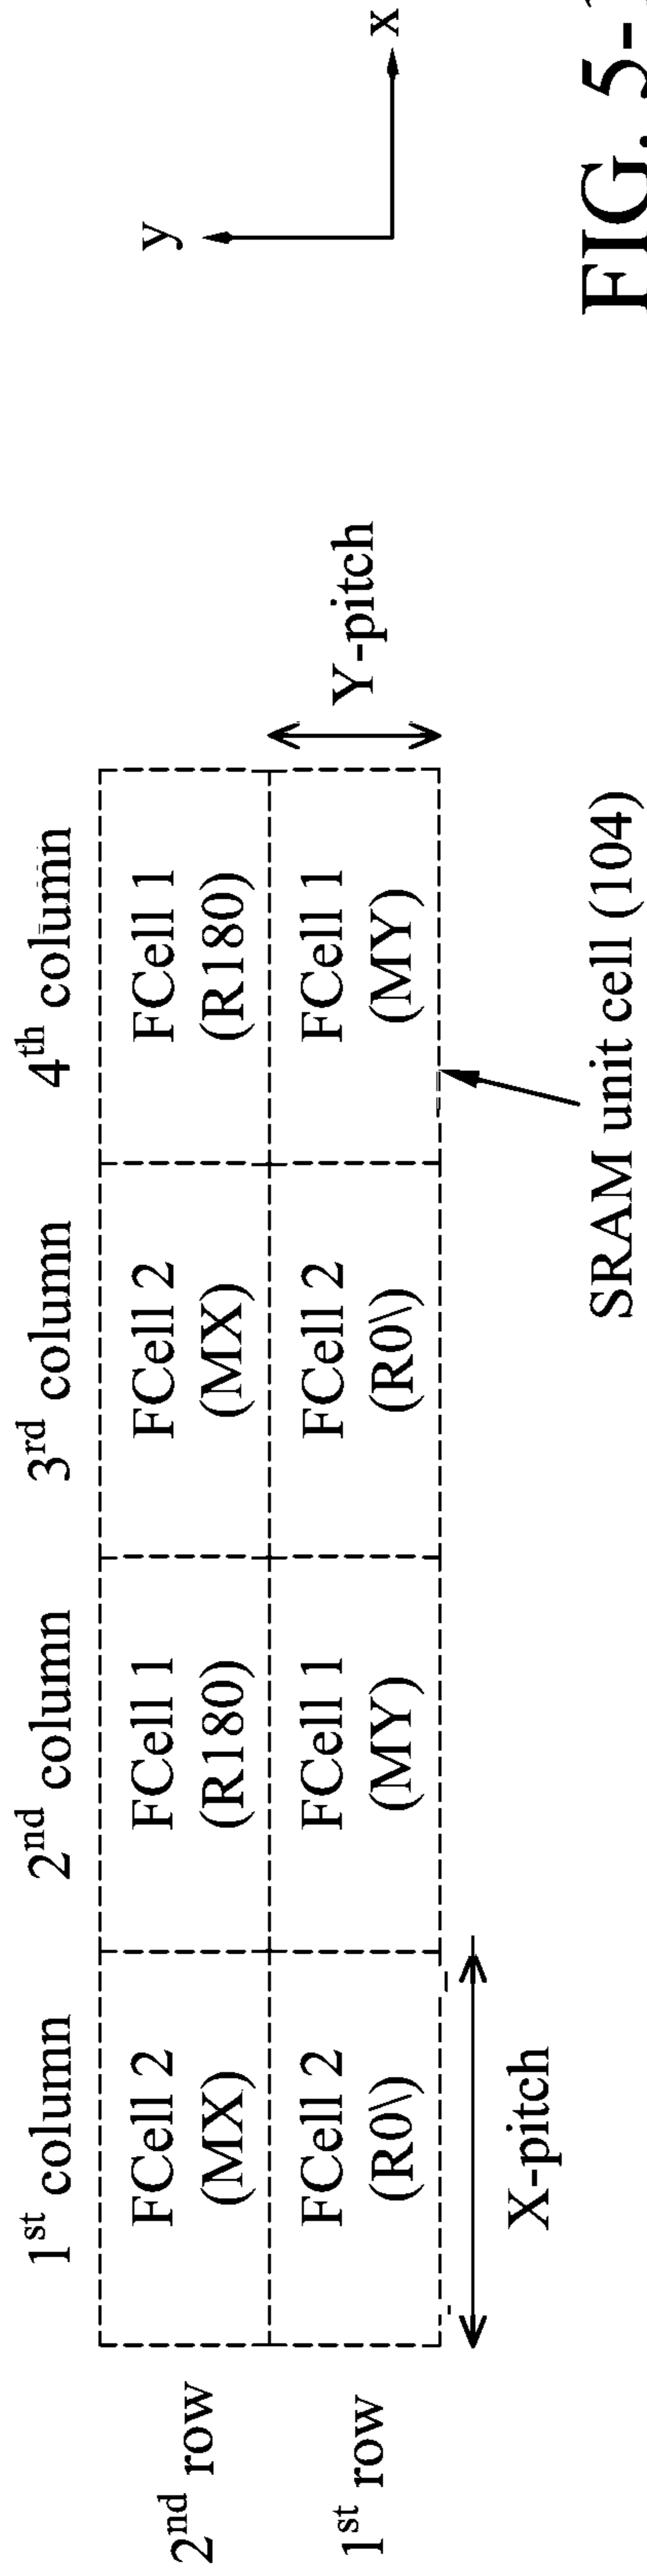 1st column
2nd column
3rd column
4th column
2nd row
FCell 2
(MX)
FCell 1
(R180)
FCell 2
(MX)
FCell 1
(R180)
1st row
FCell 2
(R0\)
FCell 1
(MY)
FCell 2
(R0\)
FCell 1
(MY)
Y-pitch
X-pitch
SRAM unit cell (104)
y
x
FIG. 5-